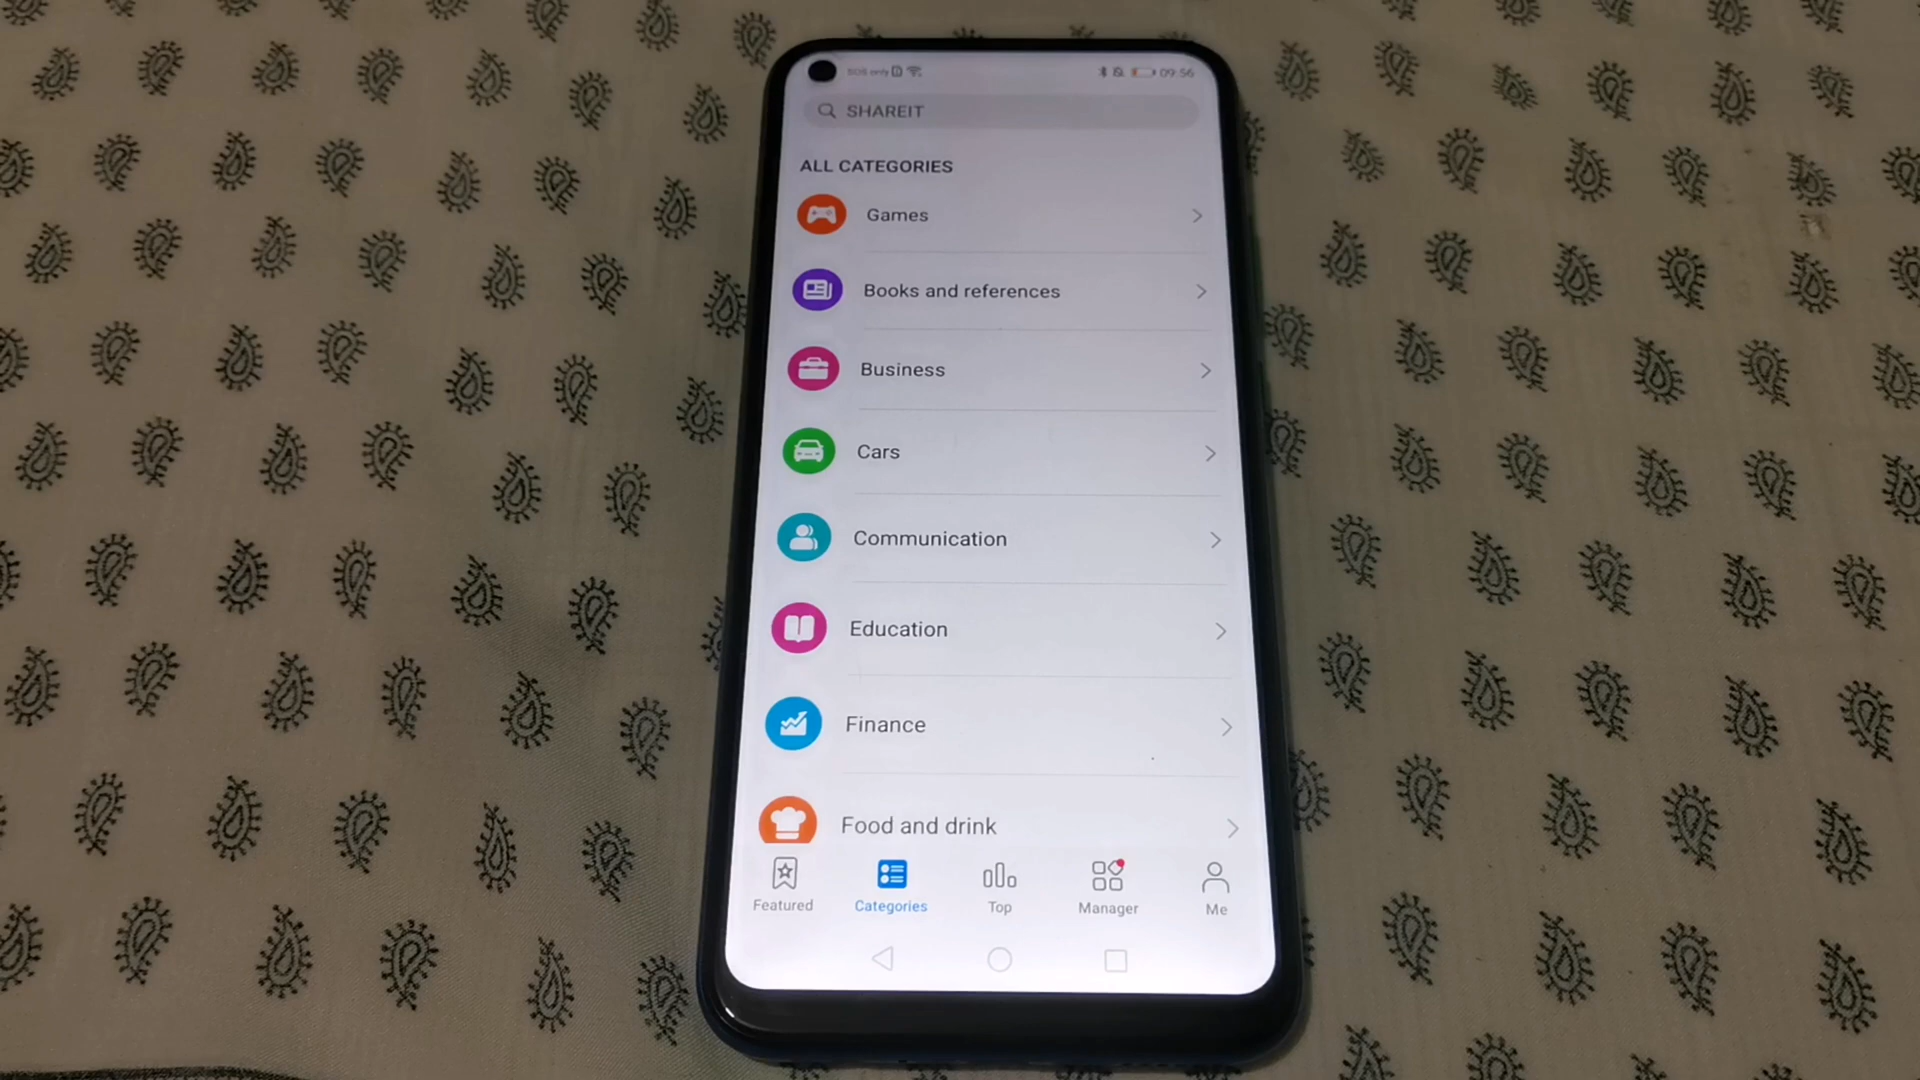 SOS only 09:56
SHAREIT
ALL CATEGORIES
Games
Books and references
Business
Cars
Communication
Education
Finance
Food and drink
Featured Categories Top Manager Me